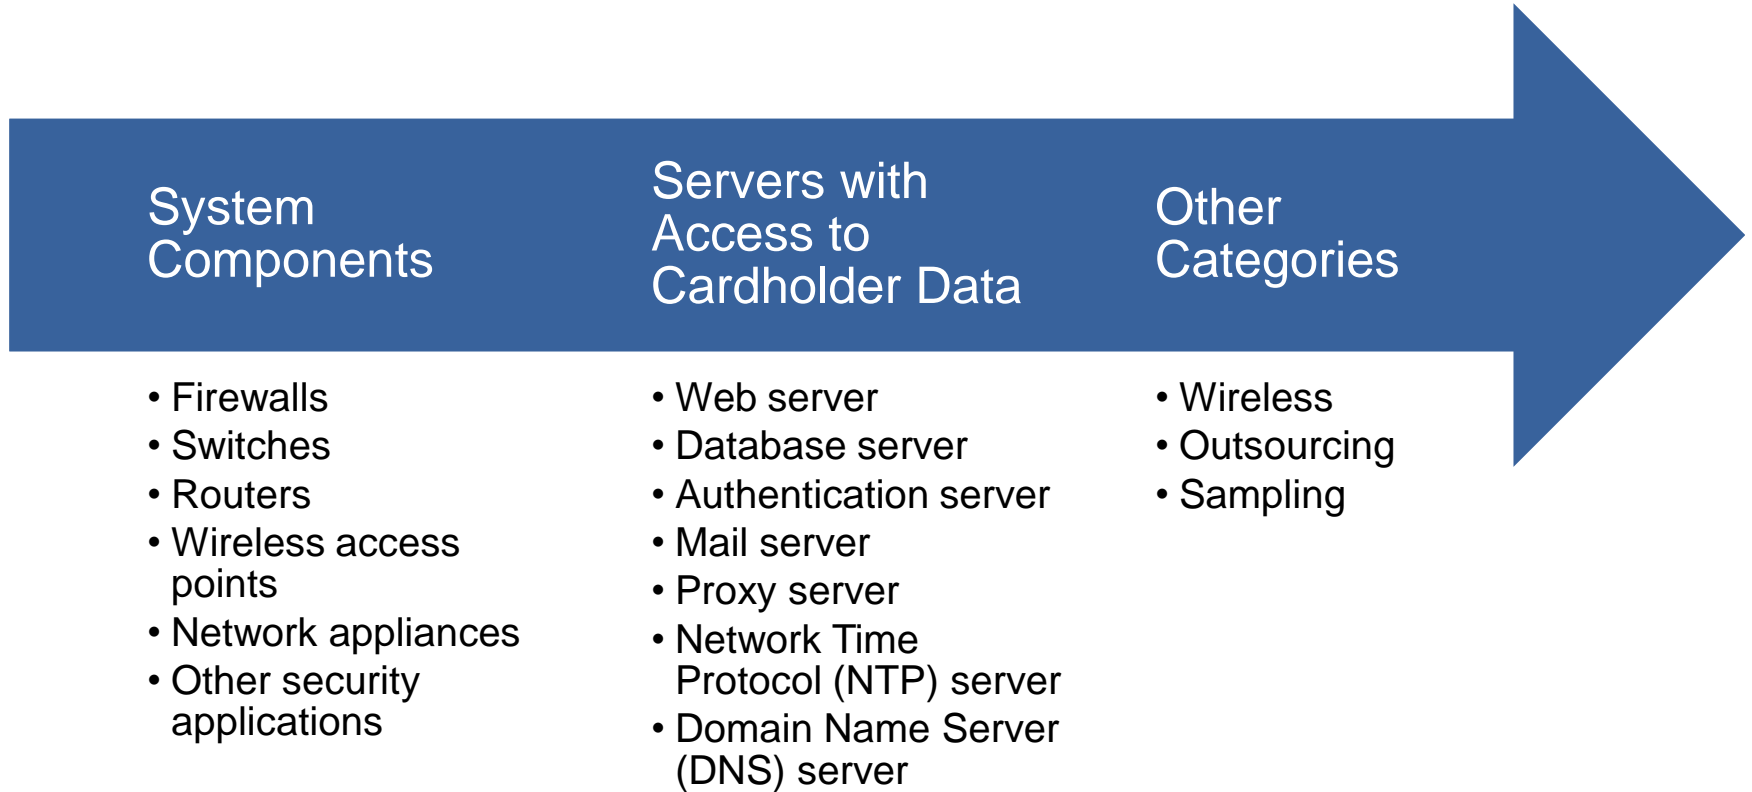 System
Components
Servers with
Access to
Cardholder Data
Other
Categories
• Firewalls
• Switches
• Routers
• Wireless access
points
• Network appliances
• Other security
applications
• Web server
• Database server
• Authentication server
• Mail server
• Proxy server
• Network Time
Protocol (NTP) server
• Domain Name Server
(DNS) server
• Wireless
• Outsourcing
• Sampling